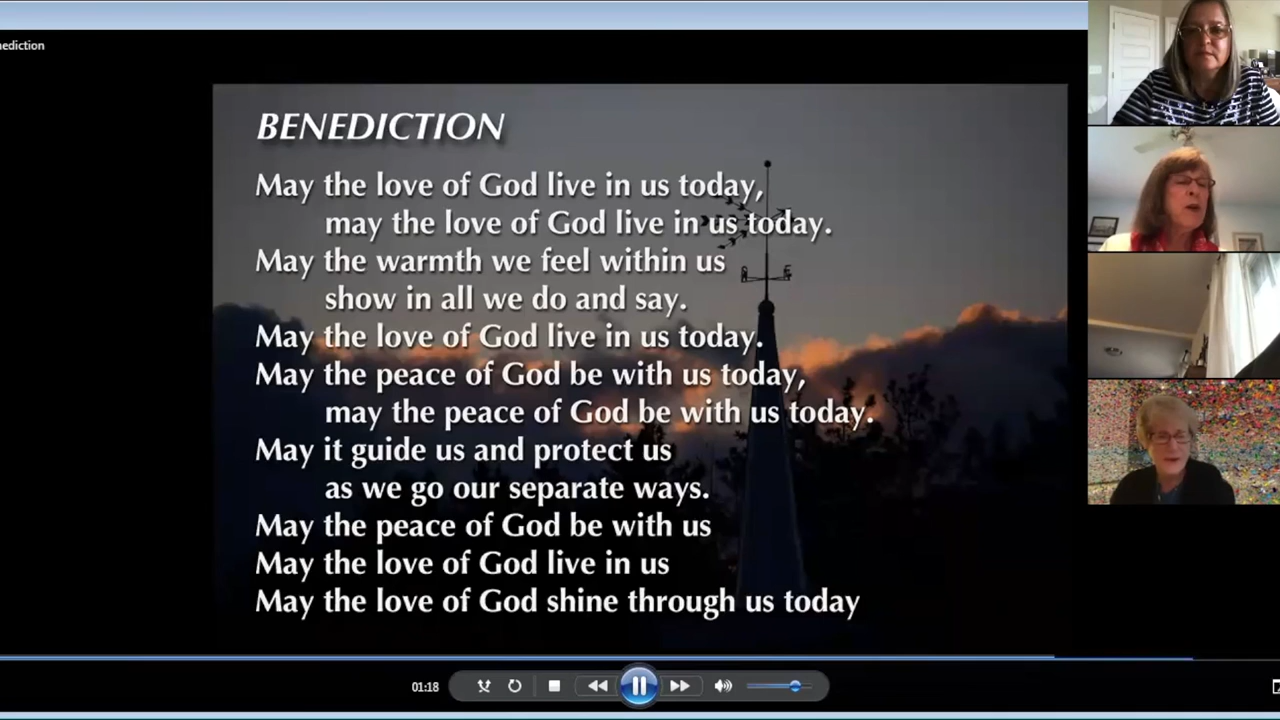 ediction
BENEDICTION
May the love of God live in us today,
may the love of God live in us today.
May the warmth we feel within us
show in all we do and say.
May the love of God live in us today.
May the peace of God be with us today,
may the peace of God be with us today.
May it guide us and protect us
as we go our separate ways.
May the peace of God be with us
May the love of God live in us
May the love of God shine through us today
01:18